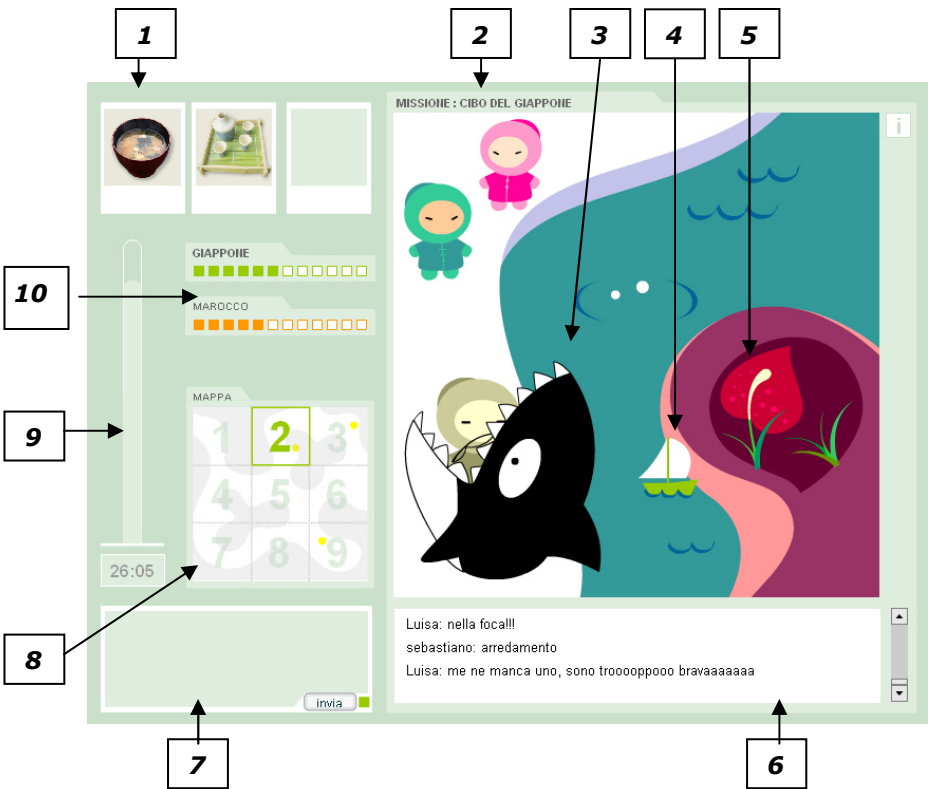 1
2
3
4
5
MISSIONE : CIBO DEL GIAPPONE
i
GIAPPONE
10
MAROCCO
MAPPA
1 2 3
4 5 6
7 8 9
9
26:05
8
Luisa: nella foca!!!
sebastiano: arredamento
Luisa: me ne manca uno, sono trooooppooo bravaaaaaaa
invia
7
6